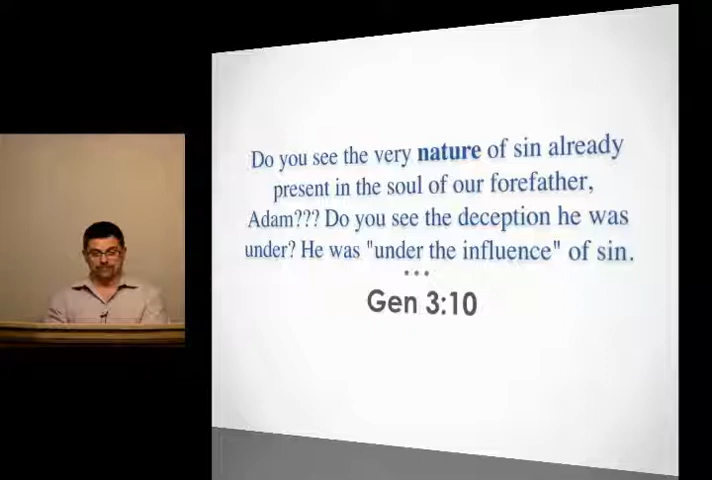 Do you see the very nature of sin already
present in the soul of our forefather,
Adam??? Do you see the deception he was
under? He was "under the influence" of sin.
...
Gen 3:10